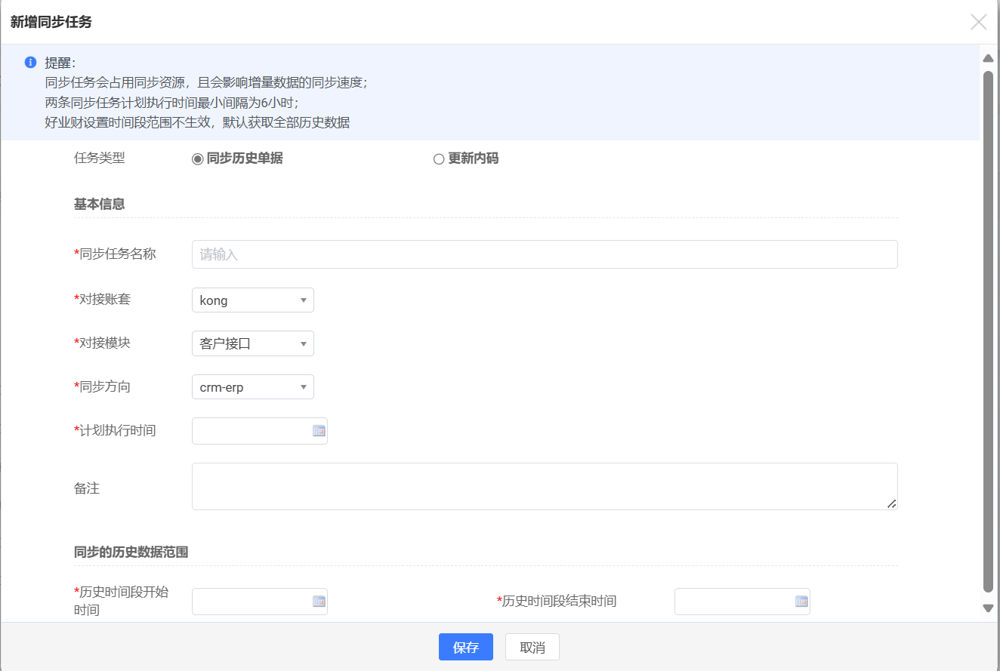 新增同步任务
提醒：
同步任务会占用同步资源，且会影响增量数据的同步速度；
两条同步任务计划执行时间最小间隔为6小时；
好业财设置时间段范围不生效，默认获取全部历史数据
任务类型 同步历史单据 更新内码
基本信息
*同步任务名称 请输入
*对接账套 kong
*对接模块 客户接口
*同步方向 crm-erp
*计划执行时间
备注
同步的历史数据范围
*历史时间段开始
时间
*历史时间段结束时间
保存 取消